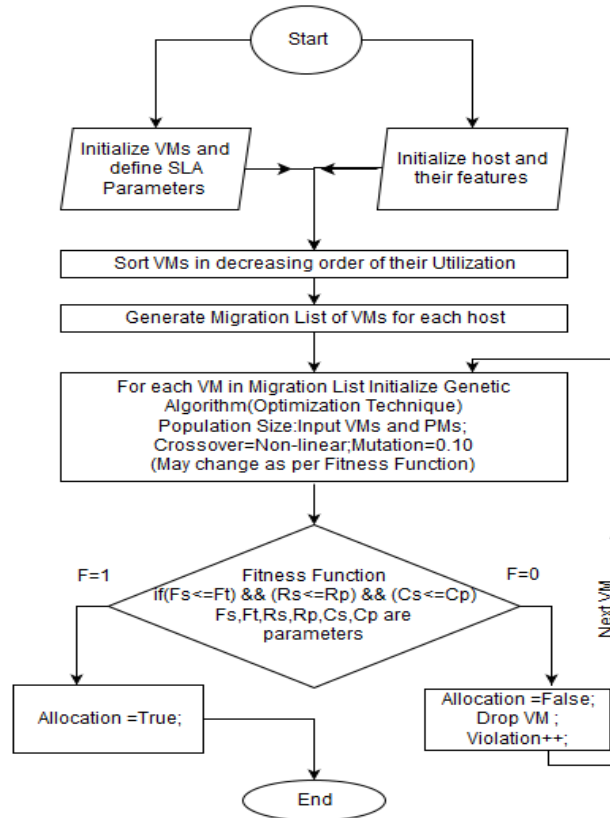 Start
Initialize VMs and
define SLA
Parameters
Initialize host and
their features
Sort VMs in decreasing order of their Utilization
Generate Migration List of VMs for each host
For each VM in Migration List Initialize Genetic
Algorithm(Optimization Technique)
Population Size:Input VMs and PMs;
Crossover=Non-linear;Mutation=0.10
(May change as per Fitness Function)
F=1
Fitness Function
if(Fs<=Ft) && (Rs<=Rp) && (Cs<=Cp)
Fs,Ft,Rs,Rp,Cs,Cp are
parameters
F=0
Next VM
Allocation =True;
Allocation =False;
Drop VM ;
Violation++;
End